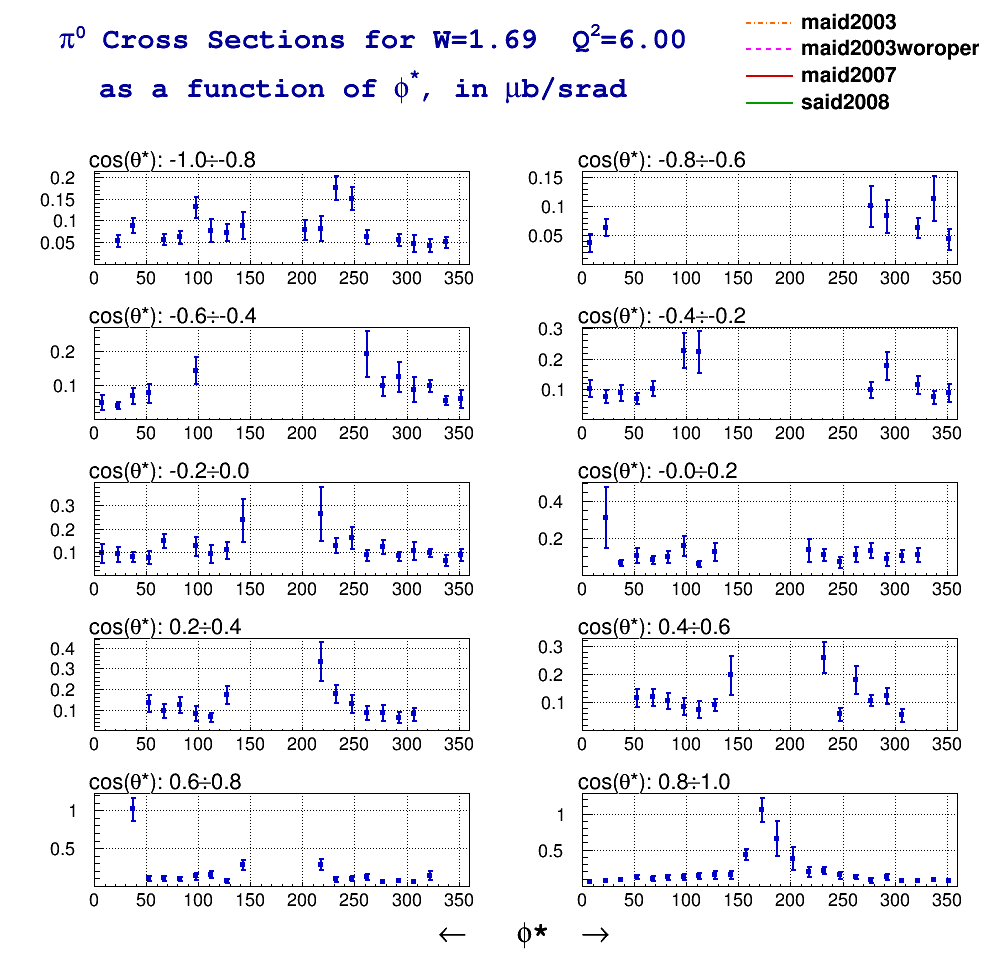 π⁰ Cross Sections for W=1.69 Q²=6.00
as a function of ϕ*, in μb/srad
maid2003
maid2003woroper
maid2007
said2008
cos(θ*): -1.0÷-0.8
0.2
0.15
0.1
0.05
0 50 100 150 200 250 300 350
cos(θ*): -0.8÷-0.6
0.15
0.1
0.05
0 50 100 150 200 250 300 350
cos(θ*): -0.6÷-0.4
0.2
0.1
0 50 100 150 200 250 300 350
cos(θ*): -0.4÷-0.2
0.3
0.2
0.1
0 50 100 150 200 250 300 350
cos(θ*): -0.2÷0.0
0.3
0.2
0.1
0 50 100 150 200 250 300 350
cos(θ*): -0.0÷0.2
0.4
0.2
0 50 100 150 200 250 300 350
cos(θ*): 0.2÷0.4
0.4
0.3
0.2
0.1
0 50 100 150 200 250 300 350
cos(θ*): 0.4÷0.6
0.3
0.2
0.1
0 50 100 150 200 250 300 350
cos(θ*): 0.6÷0.8
1
0.5
0 50 100 150 200 250 300 350
cos(θ*): 0.8÷1.0
1
0.5
0 50 100 150 200 250 300 350
← ϕ* →